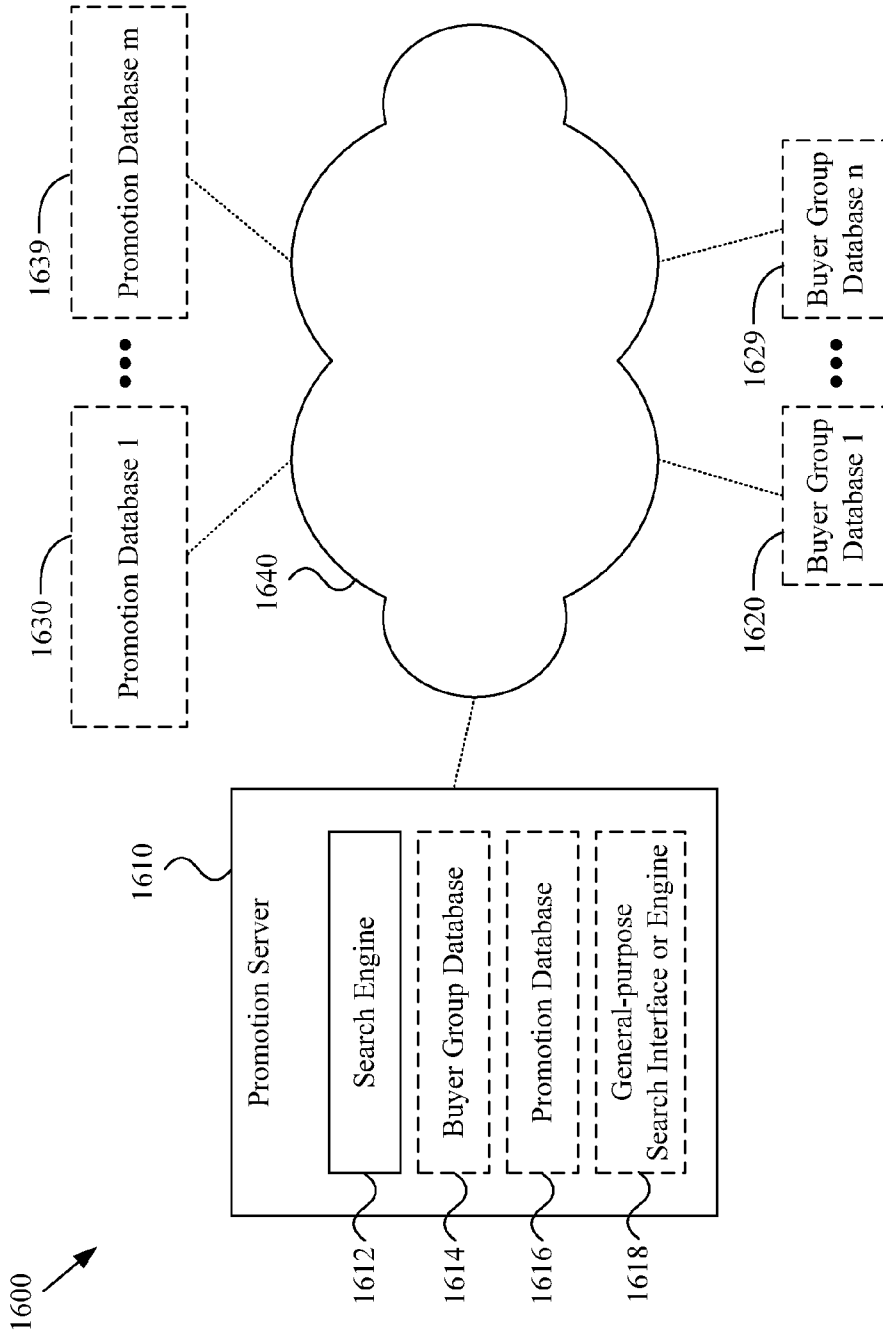 1600
1610
Promotion Server
Search Engine
Buyer Group Database
Promotion Database
General-purpose
Search Interface or Engine
1612
1614
1616
1618
1630
Promotion Database 1
•••
1639
Promotion Database m
1640
1620
Buyer Group
Database 1
•••
1629
Buyer Group
Database n